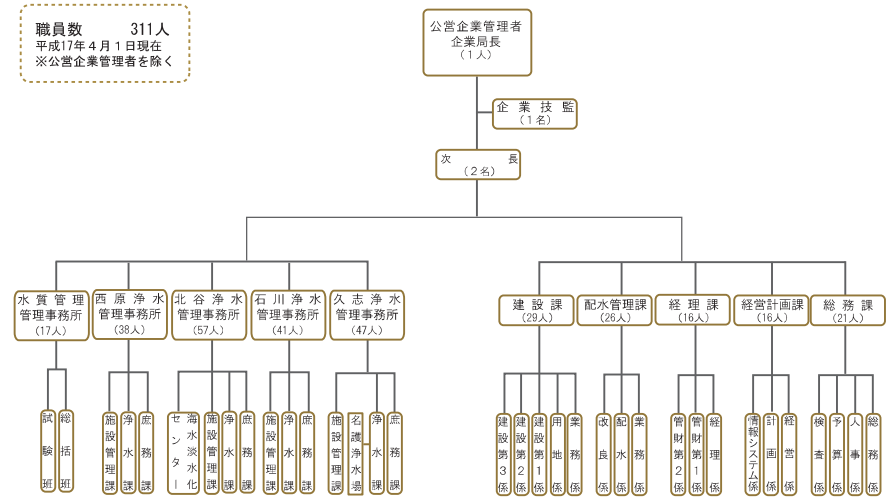 職員数 311人
平成17年４月１日現在
※公営企業管理者を除く
公営企業管理者
企業局長
（1人）
企業技監
（1名）
次長
（2名）
水質管理
管理事務所
（17人）
西原浄水
管理事務所
（38人）
北谷浄水
管理事務所
（57人）
石川浄水
管理事務所
（41人）
久志浄水
管理事務所
（47人）
建設課
（29人）
配水管理課
（26人）
経理課
（16人）
経営計画課
（16人）
総務課
（21人）
試験班
総括班
施設管理課
浄水課
庶務課
海水淡水化
センター
施設管理課
浄水課
庶務課
施設管理課
浄水課
庶務課
施設管理課
名護浄水場
浄水課
庶務課
建設第3係
建設第2係
建設第1係
用地係
業務係
改良係
配水係
業務係
管財第2係
管財第1係
経理係
情報システム係
計画係
経営係
検査係
予算係
人事係
総務係